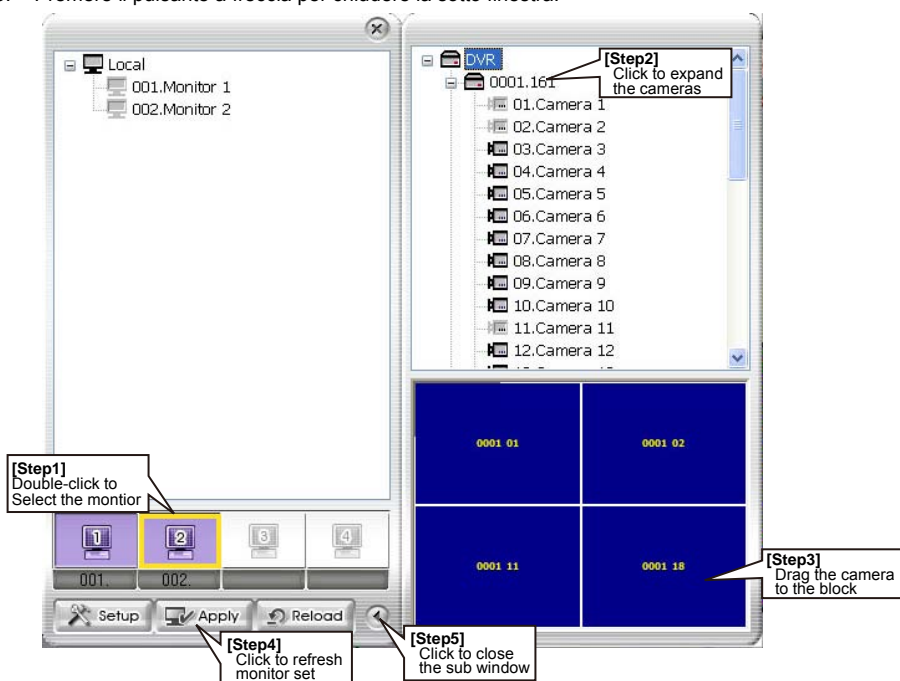 Premere il pulsante a freccia per chiudere la sotto finestra.
Local
001.Monitor 1
002.Monitor 2
[Step1]
Double-click to
Select the montior
1
2
3
4
001.
002.
Setup
Apply
Reload
[Step4]
Click to refresh
monitor set
[Step5]
Click to close
the sub window
DVR
[Step2]
Click to expand
the cameras
0001.161
01.Camera 1
02.Camera 2
03.Camera 3
04.Camera 4
05.Camera 5
06.Camera 6
07.Camera 7
08.Camera 8
09.Camera 9
10.Camera 10
11.Camera 11
12.Camera 12
0001 01
0001 02
0001 11
0001 18
[Step3]
Drag the camera
to the block